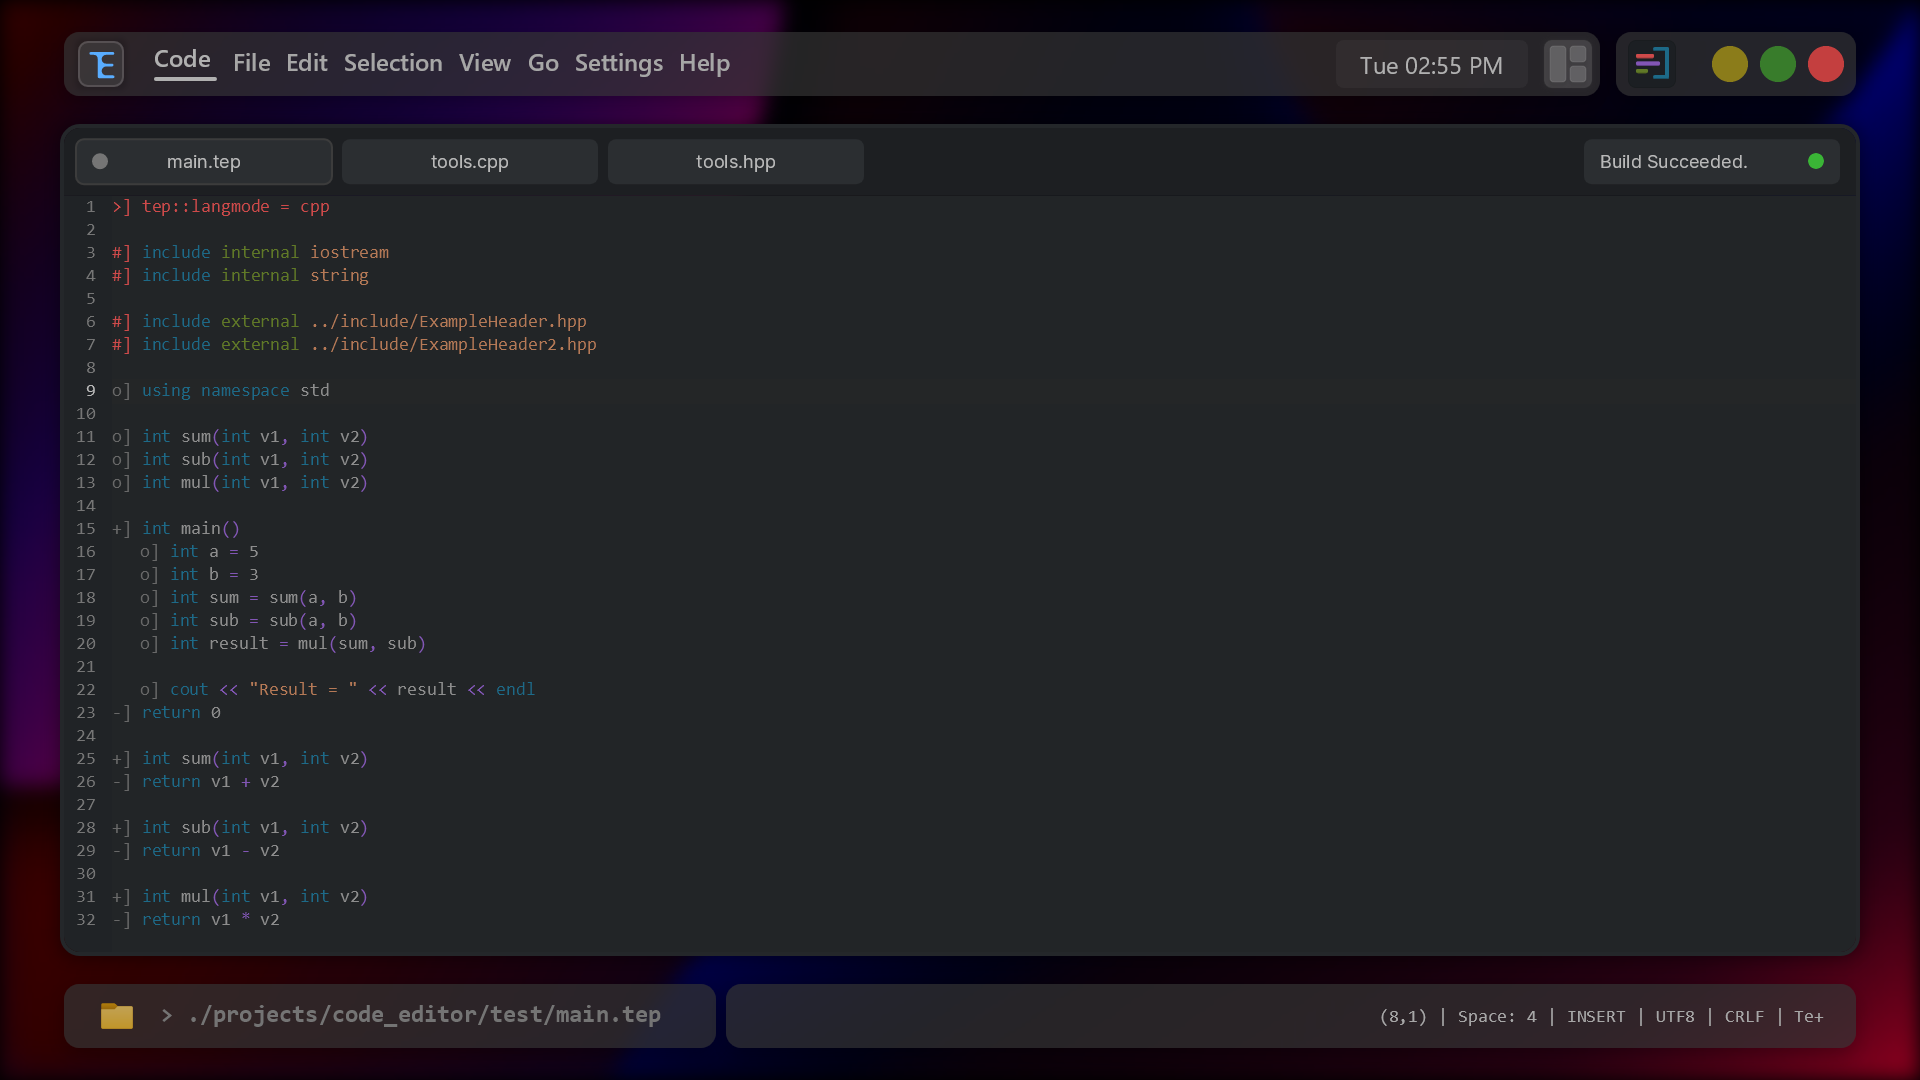 TE Code File Edit Selection View Go Settings Help Tue 02:55 PM
main.tep tools.cpp tools.hpp Build Succeeded.
1 >] tep::langmode = cpp
2
3 #] include internal iostream
4 #] include internal string
5
6 #] include external ../include/ExampleHeader.hpp
7 #] include external ../include/ExampleHeader2.hpp
8
9 o] using namespace std
10
11 o] int sum(int v1, int v2)
12 o] int sub(int v1, int v2)
13 o] int mul(int v1, int v2)
14
15 +] int main()
16 o] int a = 5
17 o] int b = 3
18 o] int sum = sum(a, b)
19 o] int sub = sub(a, b)
20 o] int result = mul(sum, sub)
21
22 o] cout << "Result = " << result << endl
23 -] return 0
24
25 +] int sum(int v1, int v2)
26 -] return v1 + v2
27
28 +] int sub(int v1, int v2)
29 -] return v1 - v2
30
31 +] int mul(int v1, int v2)
32 -] return v1 * v2
> ./projects/code_editor/test/main.tep (8,1) | Space: 4 | INSERT | UTF8 | CRLF | Te+